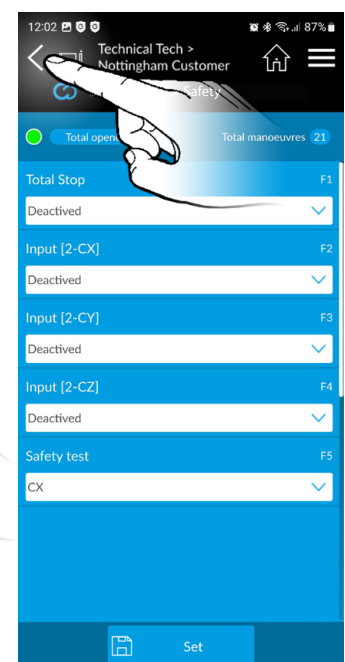 12:02
87%
Technical Tech >
Nottingham Customer
Safety
Total Total manoeuvres 21
Total Stop F1
Deactived
Input [2-CX] F2
Deactived
Input [2-CY] F3
Deactived
Input [2-CZ] F4
Deactived
Safety test F5
CX
Set